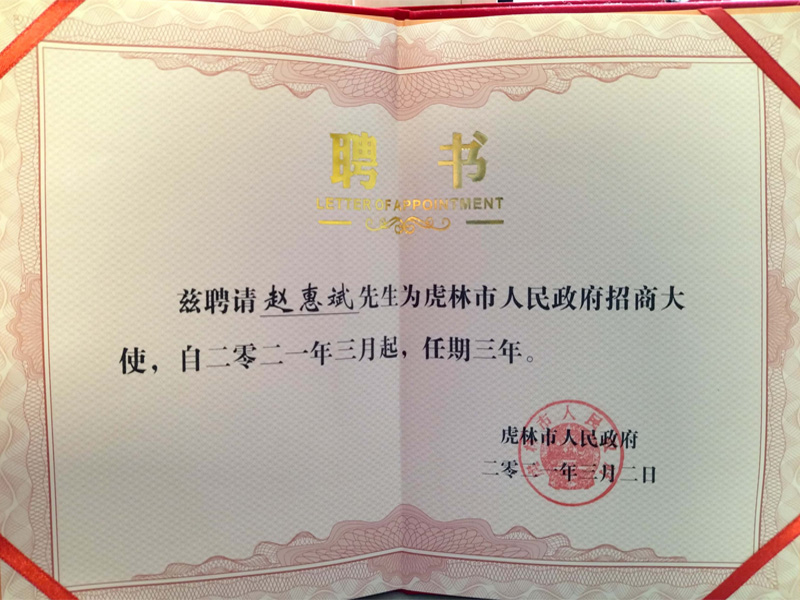 聘 书
LETTER OF APPOINTMENT
兹聘请赵惠斌先生为虎林市人民政府招商大
使，自二零二一年三月起，任期三年。
虎林市人民政府
二零二一年三月二日